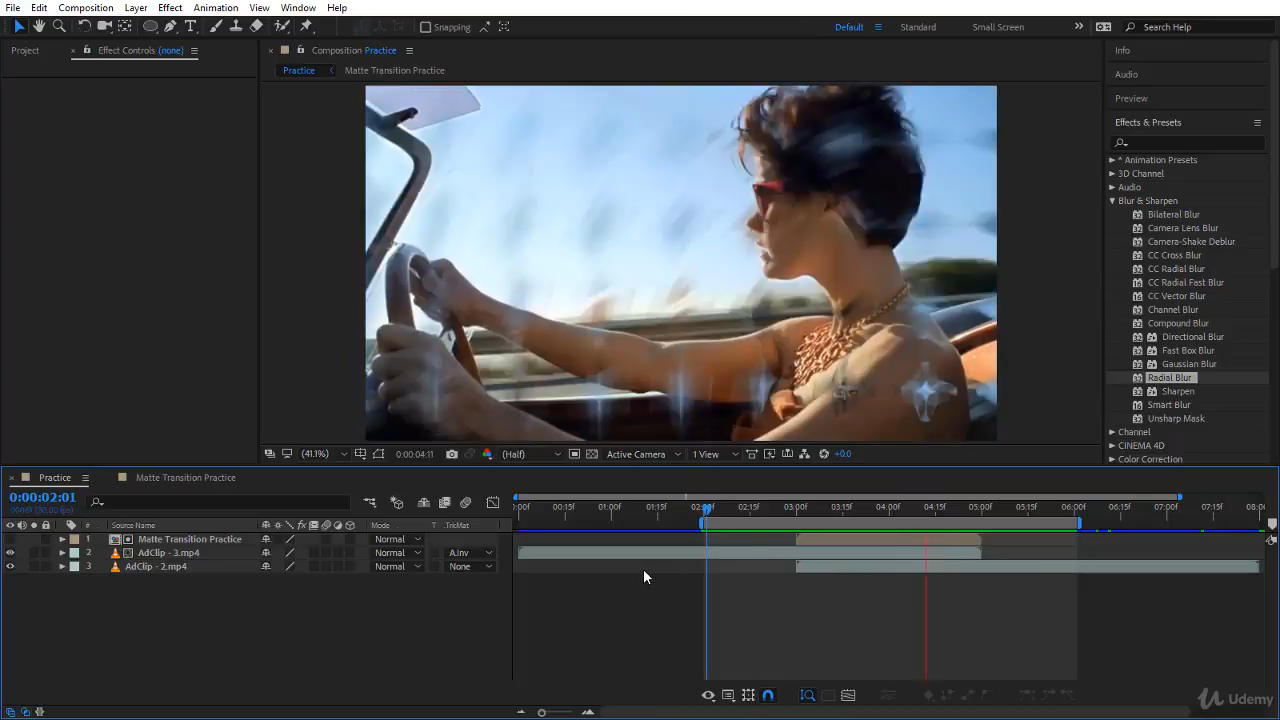 File Edit Composition Layer Effect Animation View Window Help
Snapping Default Standard Small Screen Search Help
Project Effect Controls (none) Composition Practice Info
Practice Matte Transition Practice
Audio
Preview
Effects & Presets
* Animation Presets
3D Channel
Audio
Blur & Sharpen
Bilateral Blur
Camera Lens Blur
Camera-Shake Deblur
CC Cross Blur
CC Radial Blur
CC Radial Fast Blur
CC Vector Blur
Channel Blur
Compound Blur
Directional Blur
Fast Box Blur
Gaussian Blur
Radial Blur
Sharpen
Smart Blur
Unsharp Mask
Channel
CINEMA 4D
Color Correction
(41.1%) 0:00:04:11 (Half) Active Camera 1 View +0.0
Practice Matte Transition Practice
0:00:02:01
00:15f 01:00f 01:15f 02:15f 03:00f 03:15f 04:00f 04:15f 05:00f 05:15f 06:00f 06:15f 07:00f 07:15f
# Source Name Mode T TrkMat
1 Matte Transition Practice Normal
2 AdClip - 3.mp4 Normal A.Inv
3 AdClip - 2.mp4 Normal None
Udemy